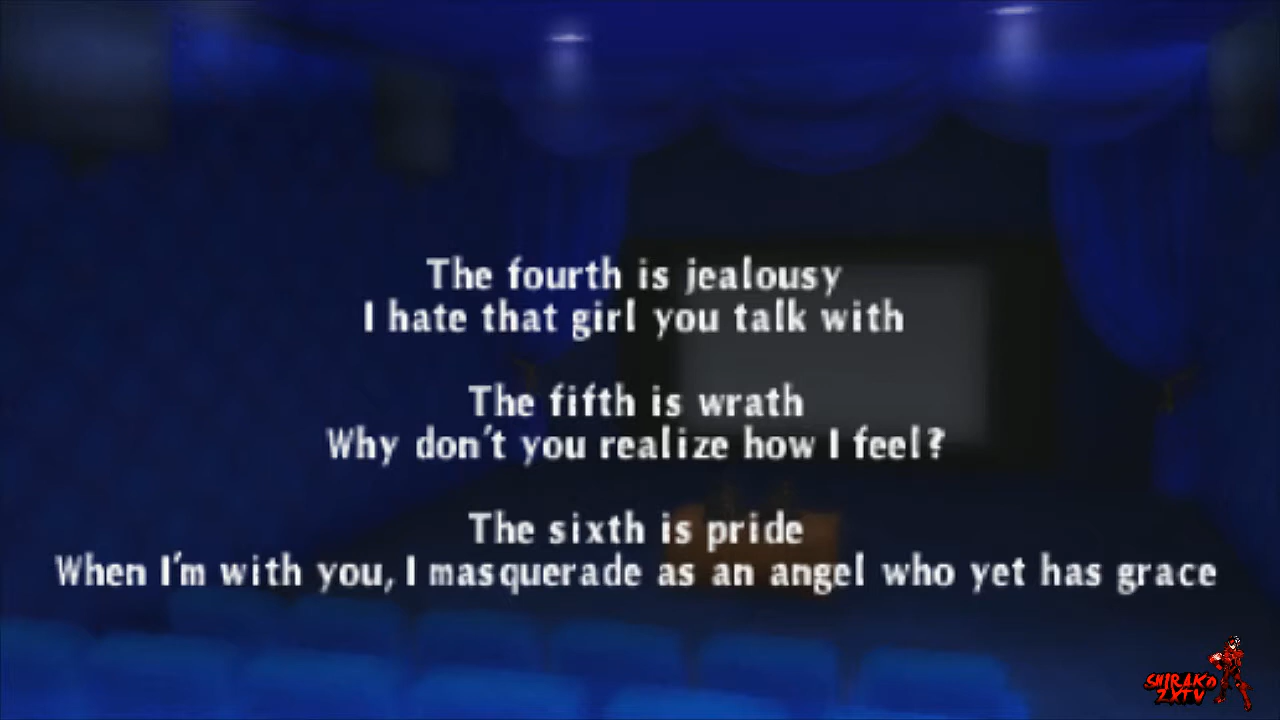 The fourth is jealousy
I hate that girl you talk with
The fifth is wrath
Why don't you realize how I feel?
The sixth is pride
When I'm with you, I masquerade as an angel who yet has grace
SHIRAKO
ZXTV